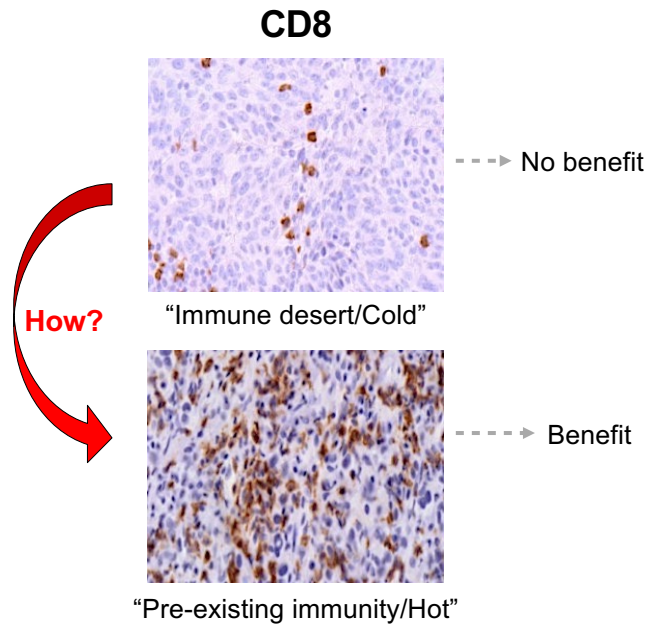 CD8
No benefit
“Immune desert/Cold”
How?
Benefit
“Pre-existing immunity/Hot”